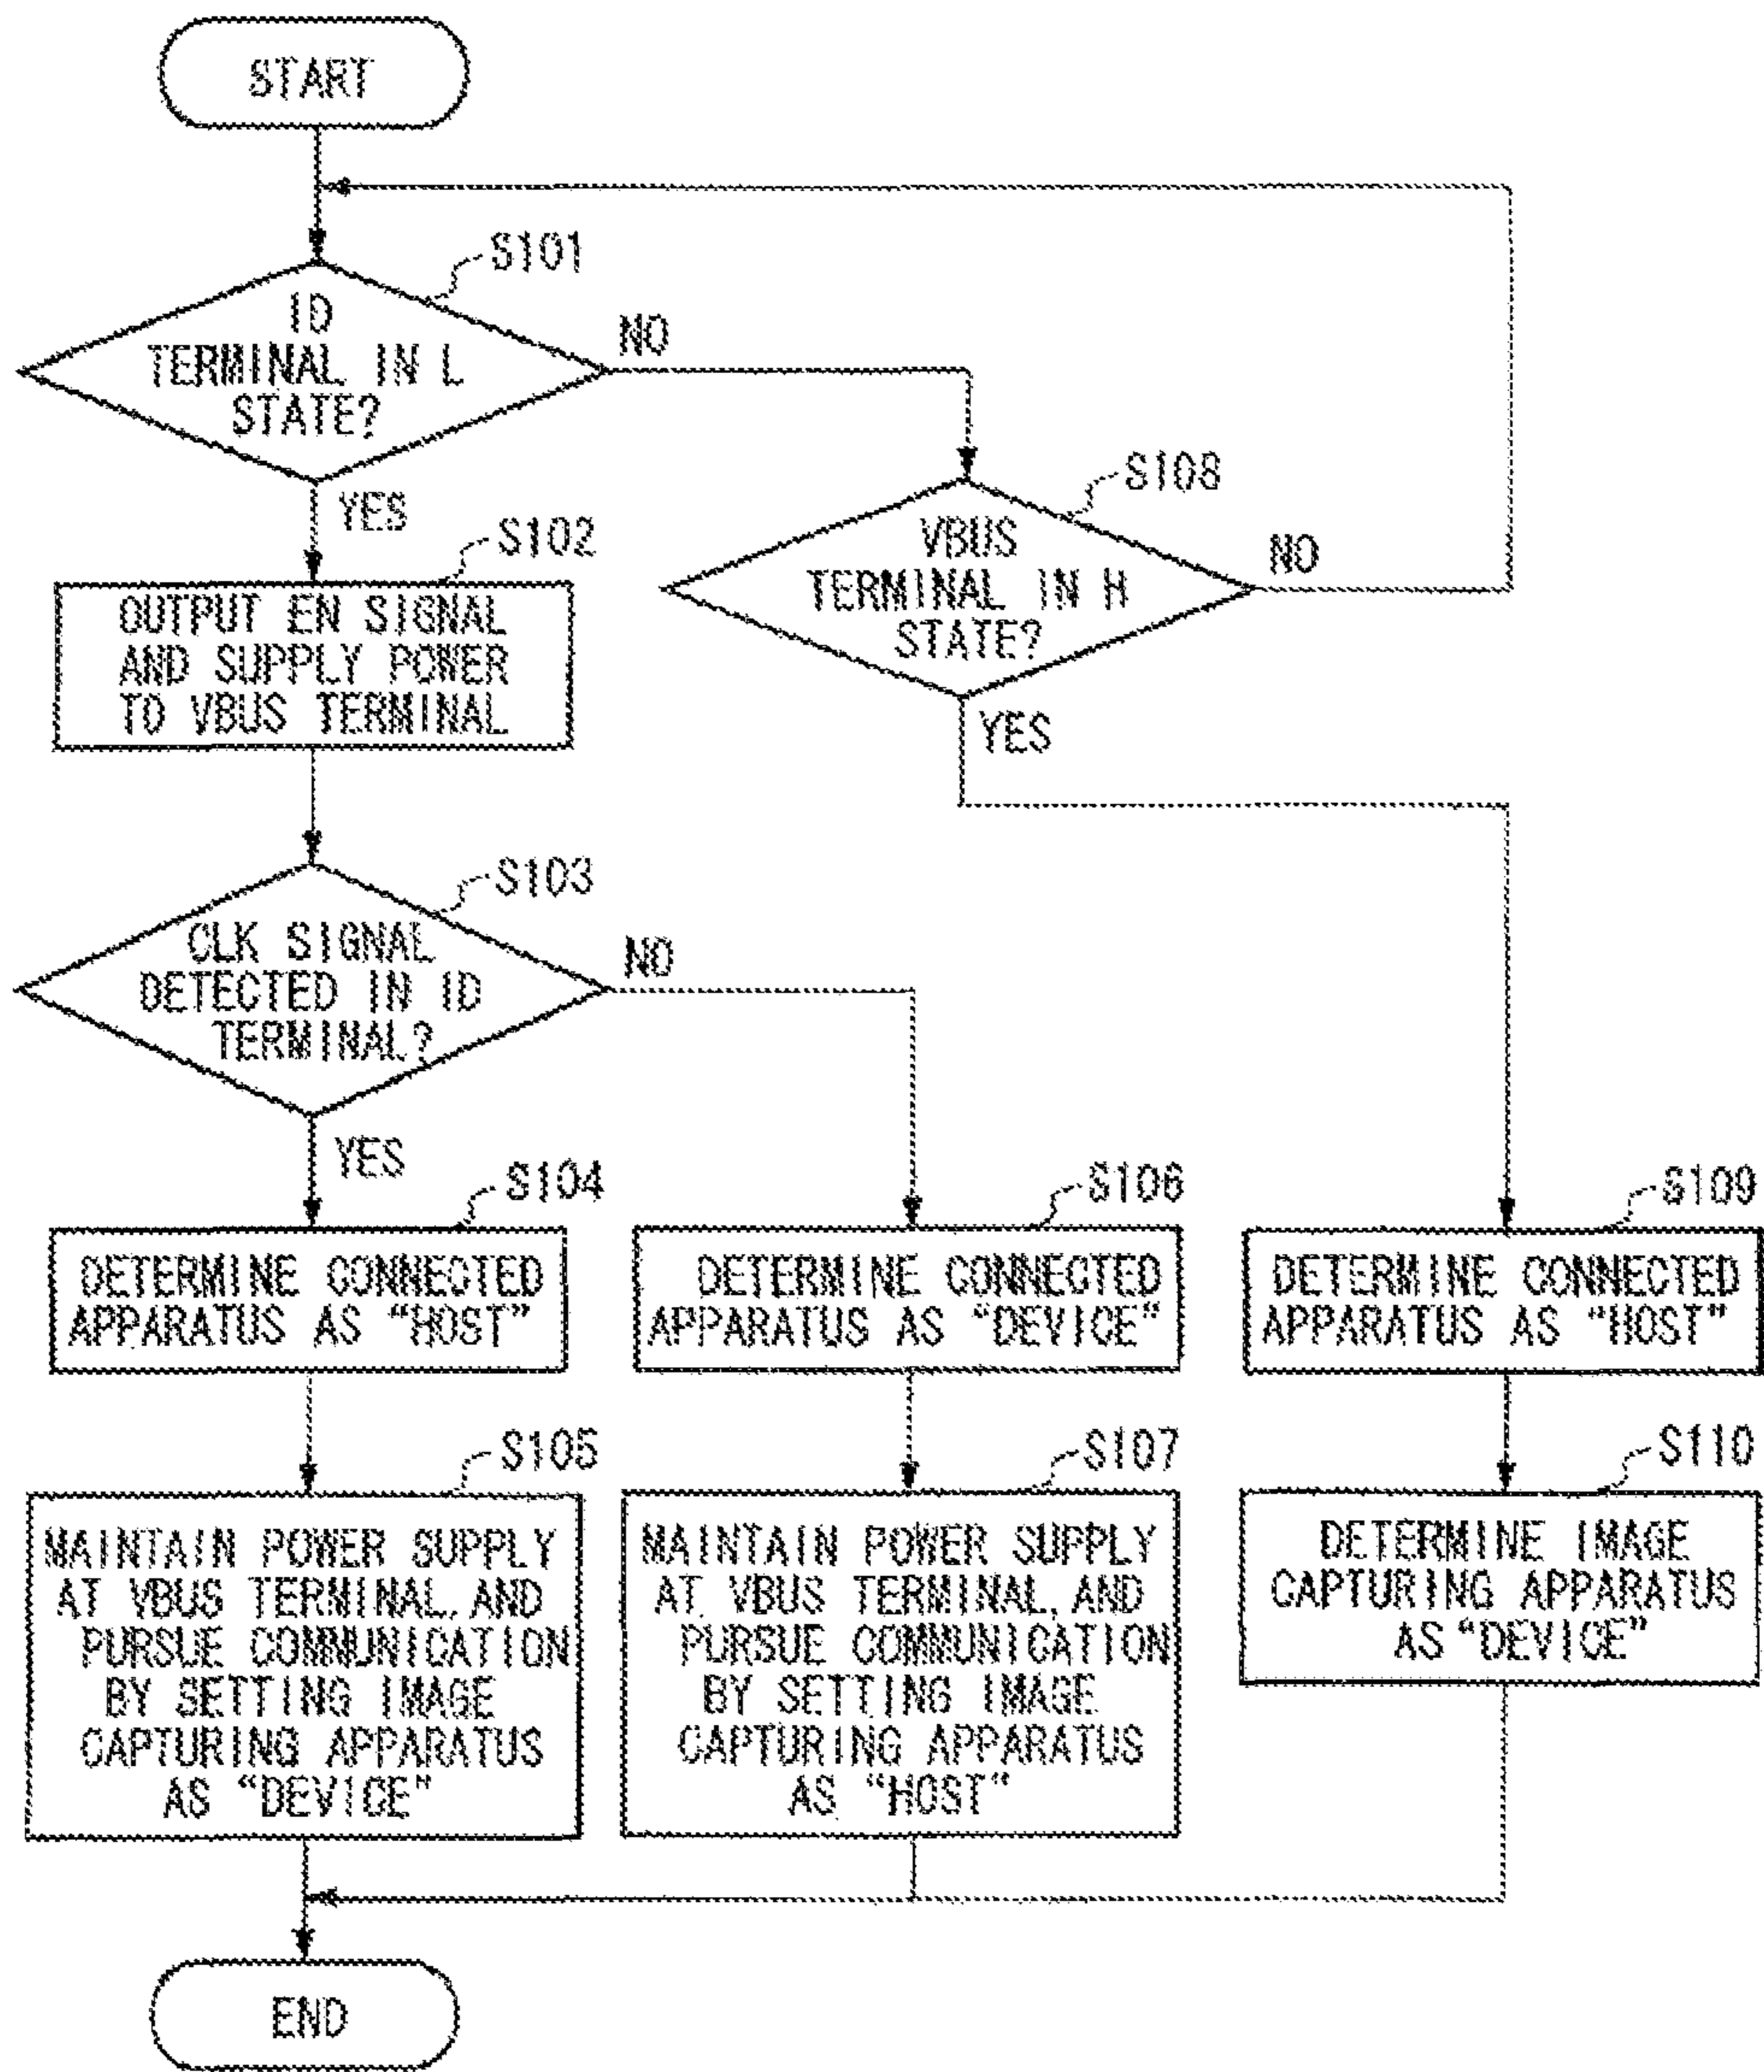 START
S101
ID
TERMINAL IN L
STATE?
NO
YES
S108
VBUS
TERMINAL IN H
STATE?
NO
YES
S102
OUTPUT EN SIGNAL
AND SUPPLY POWER
TO VBUS TERMINAL
S103
CLK SIGNAL
DETECTED IN ID
TERMINAL?
NO
YES
S104
DETERMINE CONNECTED
APPARATUS AS “HOST”
S106
DETERMINE CONNECTED
APPARATUS AS “DEVICE”
S109
DETERMINE CONNECTED
APPARATUS AS “HOST”
S105
MAINTAIN POWER SUPPLY
AT VBUS TERMINAL, AND
PURSUE COMMUNICATION
BY SETTING IMAGE
CAPTURING APPARATUS
AS “DEVICE”
S107
MAINTAIN POWER SUPPLY
AT VBUS TERMINAL, AND
PURSUE COMMUNICATION
BY SETTING IMAGE
CAPTURING APPARATUS
AS “HOST”
S110
DETERMINE IMAGE
CAPTURING APPARATUS
AS “DEVICE”
END